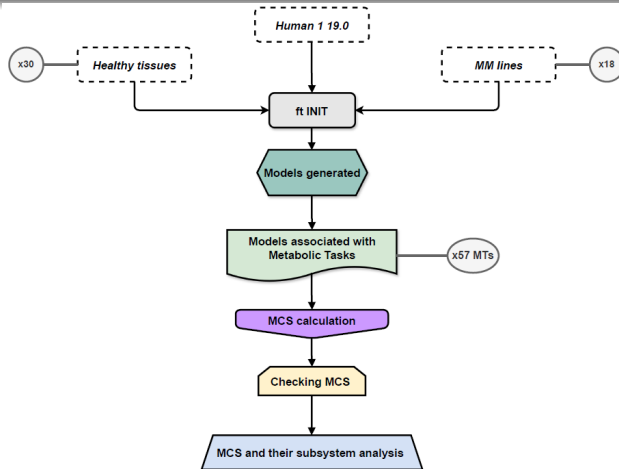 Human 1 19.0
x30
Healthy tissues
MM lines
x18
ft INIT
Models generated
Models associated with
Metabolic Tasks
x57 MTs
MCS calculation
Checking MCS
MCS and their subsystem analysis